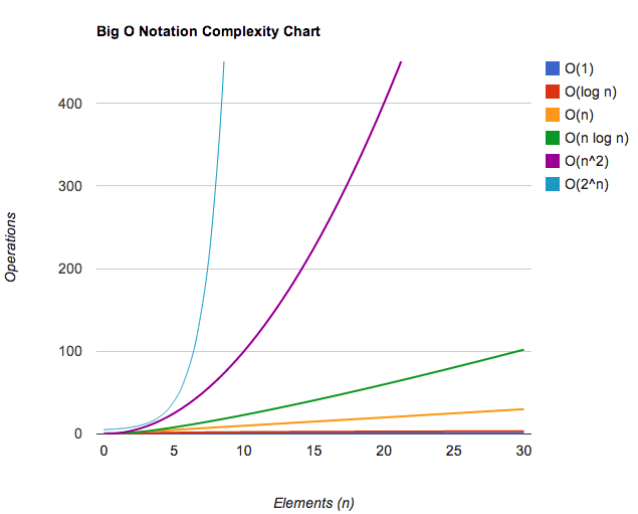 Big O Notation Complexity Chart
O(1)
O(log n)
O(n)
O(n log n)
O(n^2)
O(2^n)
Operations
400
300
200
100
0
0 5 10 15 20 25 30
Elements (n)